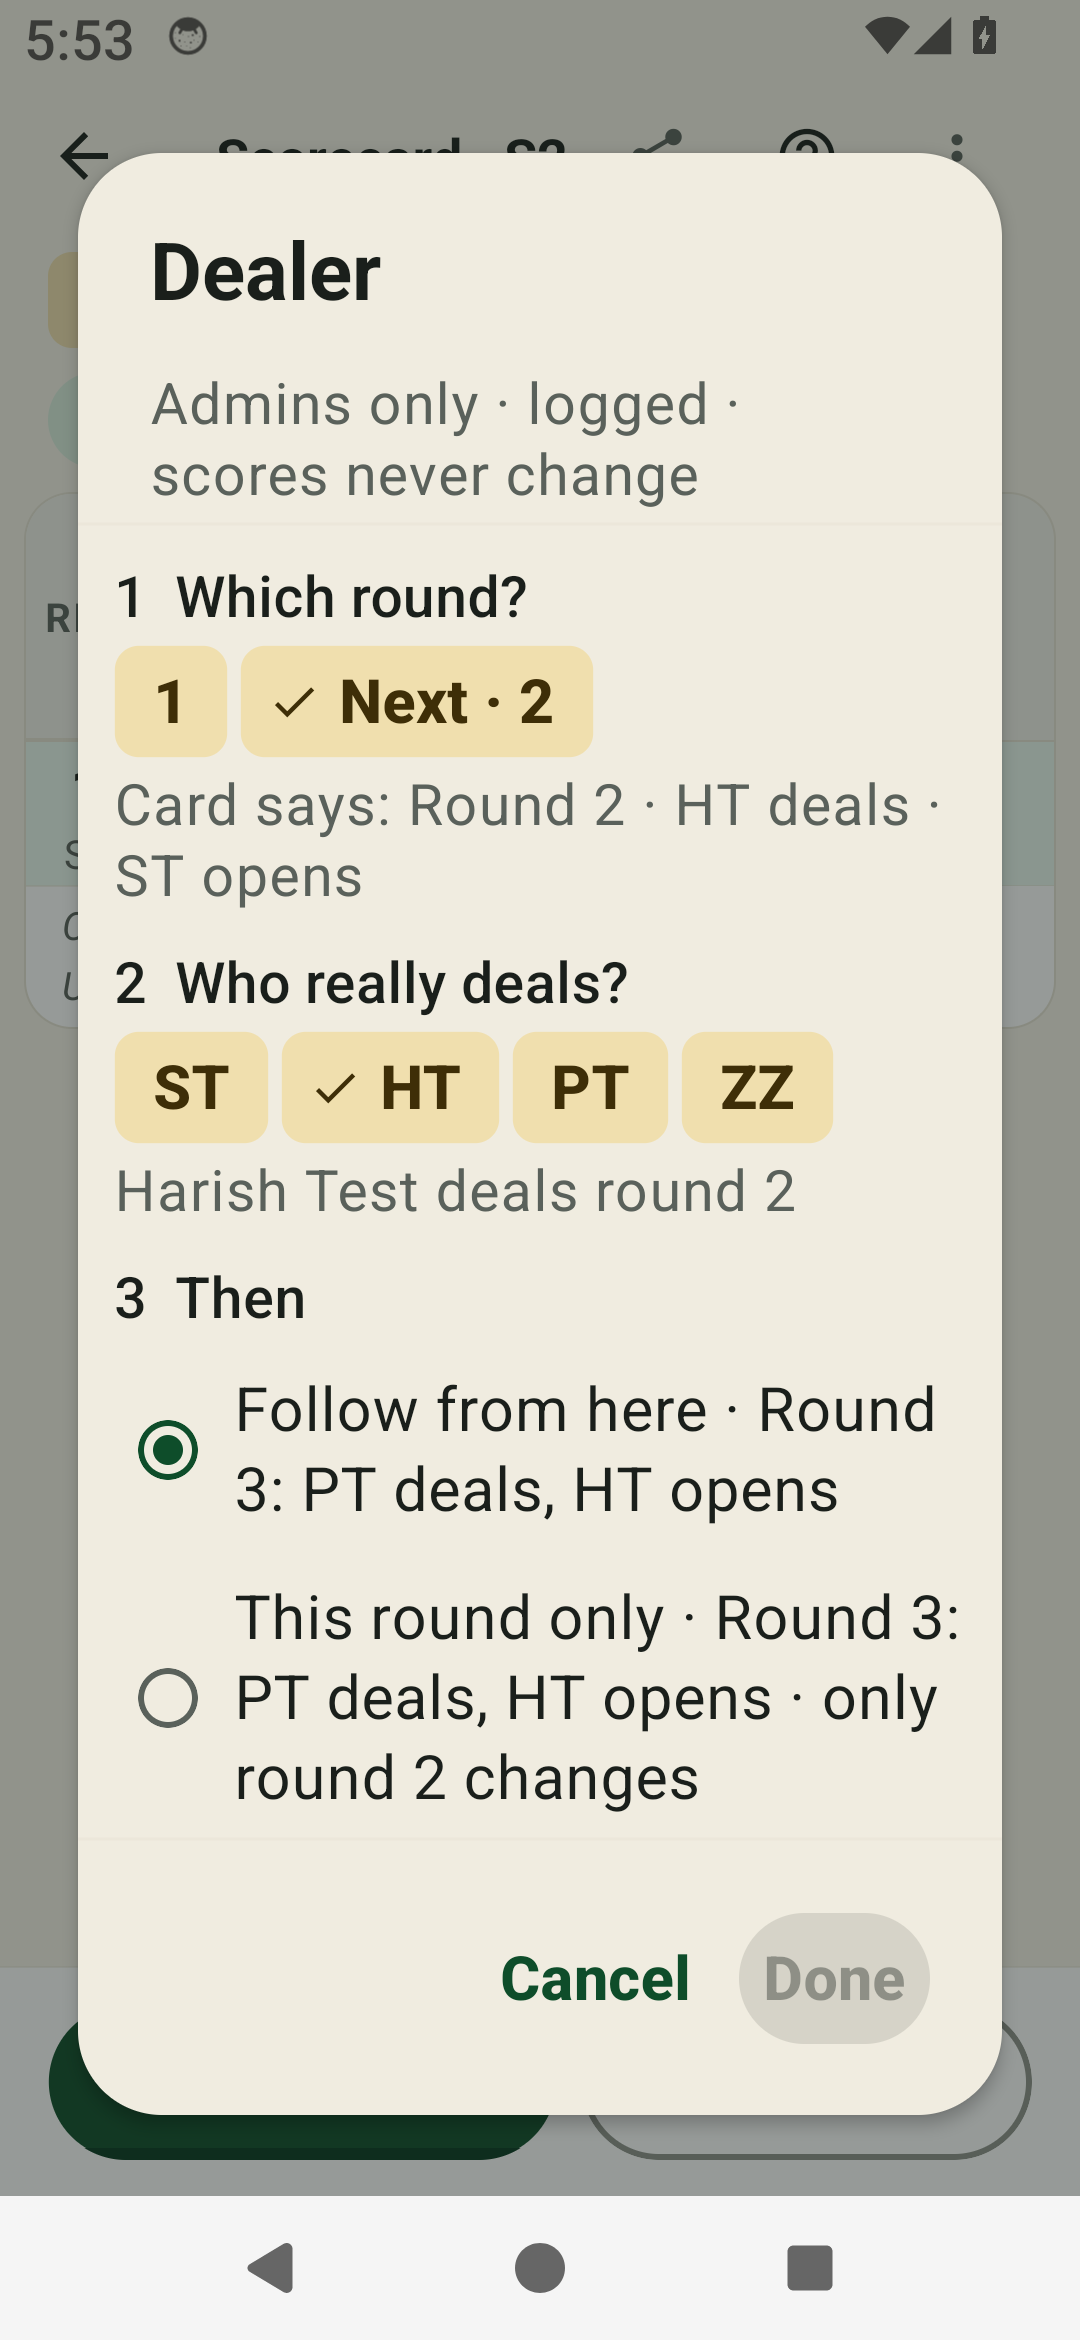 5:53
Dealer
Admins only · logged ·
scores never change
1 Which round?
1 Next · 2
Card says: Round 2 · HT deals ·
ST opens
2 Who really deals?
ST HT PT ZZ
Harish Test deals round 2
3 Then
Follow from here · Round
3: PT deals, HT opens
This round only · Round 3:
PT deals, HT opens · only
round 2 changes
Cancel Done